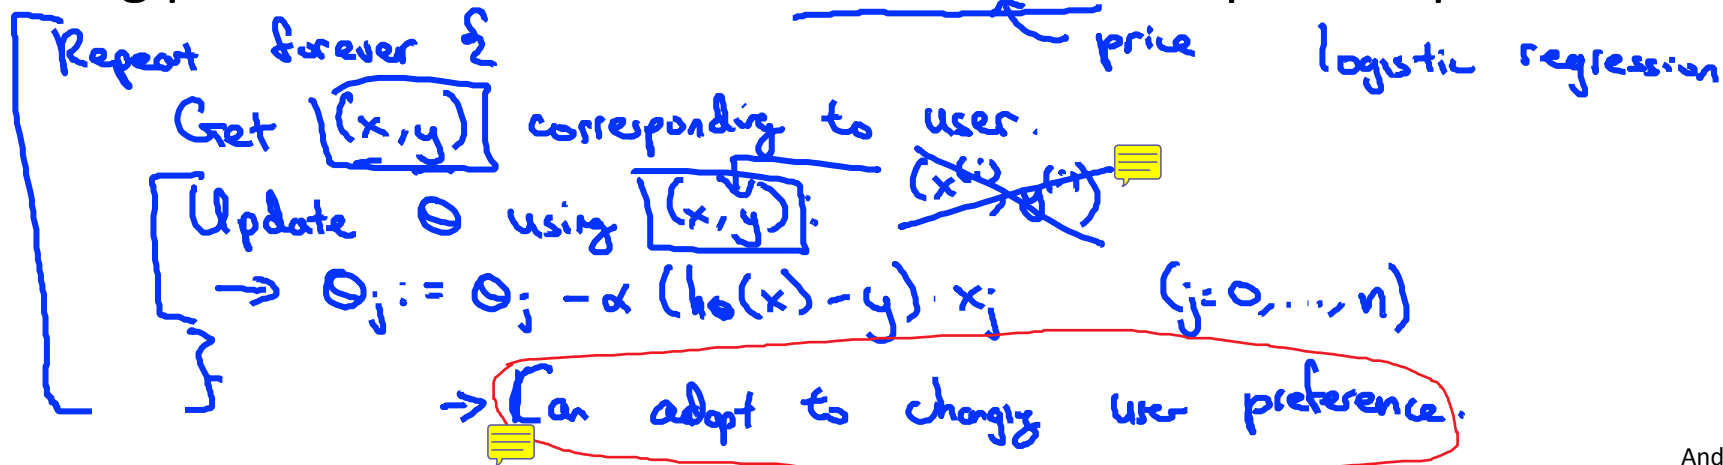 price logistic regression
Repeat forever {
Get (x,y) corresponding to user.
(x⁽ⁱ⁾, y⁽ⁱ⁾)
Update θ using (x,y):
→ θj := θj - α (hθ(x) - y) · xj (j=0, ..., n)
}
→ Can adapt to changing user preference.
And